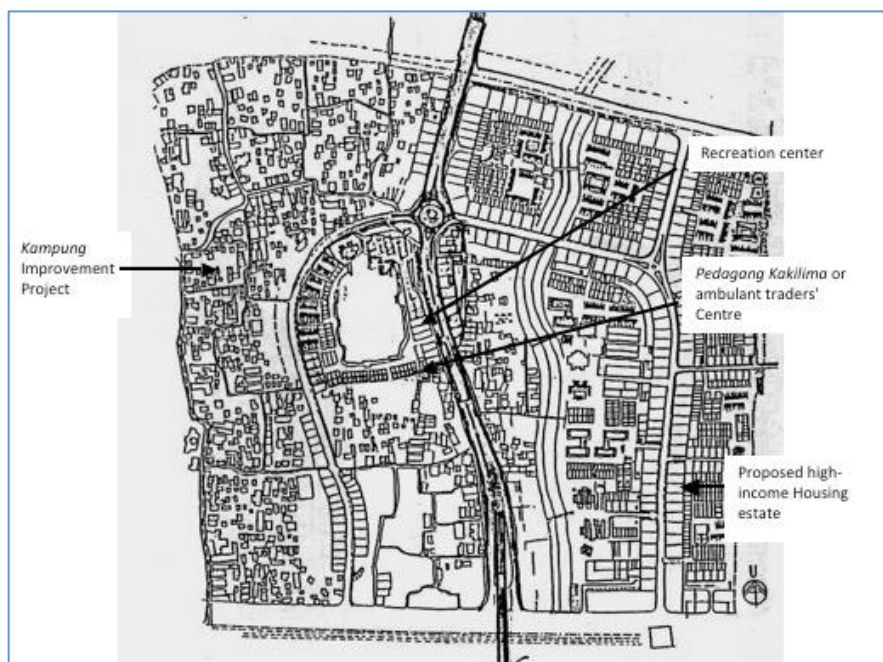 Recreation center
Kampung
Improvement
Project
Pedagang Kakilima or
ambulant traders'
Centre
Proposed high-
income Housing
estate
U